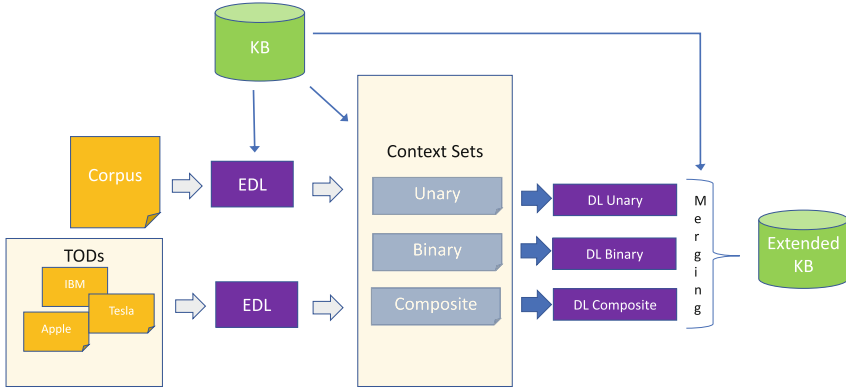 KB
Corpus
EDL
Context Sets
Unary
Binary
Composite
DL Unary
DL Binary
DL Composite
Merging
Extended
KB
TODs
IBM
Tesla
Apple
EDL